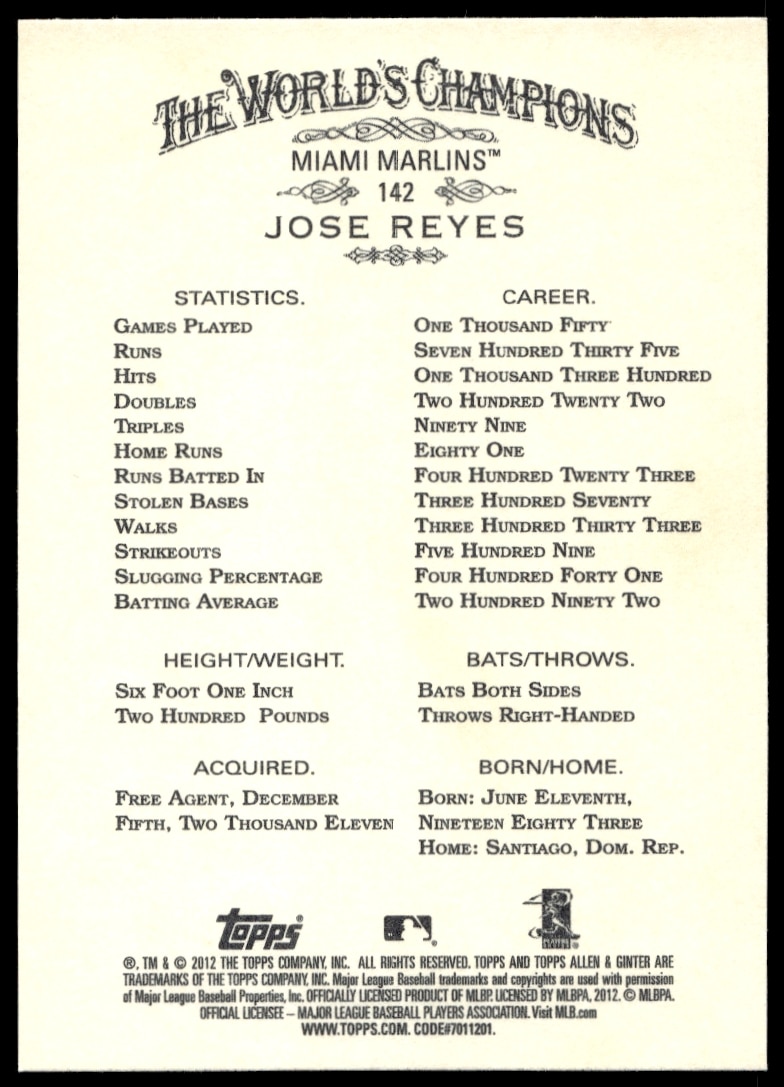 THE WORLD'S CHAMPIONS
MIAMI MARLINS™
142
JOSE REYES
STATISTICS. CAREER.
GAMES PLAYED ONE THOUSAND FIFTY
RUNS SEVEN HUNDRED THIRTY FIVE
HITS ONE THOUSAND THREE HUNDRED
DOUBLES TWO HUNDRED TWENTY TWO
TRIPLES NINETY NINE
HOME RUNS EIGHTY ONE
RUNS BATTED IN FOUR HUNDRED TWENTY THREE
STOLEN BASES THREE HUNDRED SEVENTY
WALKS THREE HUNDRED THIRTY THREE
STRIKEOUTS FIVE HUNDRED NINE
SLUGGING PERCENTAGE FOUR HUNDRED FORTY ONE
BATTING AVERAGE TWO HUNDRED NINETY TWO
HEIGHT/WEIGHT. BATS/THROWS.
SIX FOOT ONE INCH BATS BOTH SIDES
TWO HUNDRED POUNDS THROWS RIGHT-HANDED
ACQUIRED. BORN/HOME.
FREE AGENT, DECEMBER BORN: JUNE ELEVENTH,
FIFTH, TWO THOUSAND ELEVEN NINETEEN EIGHTY THREE
HOME: SANTIAGO, DOM. REP.
Topps®
®, TM & © 2012 THE TOPPS COMPANY, INC. ALL RIGHTS RESERVED. TOPPS AND TOPPS ALLEN & GINTER ARE
TRADEMARKS OF THE TOPPS COMPANY, INC. Major League Baseball trademarks and copyrights are used with permission
of Major League Baseball Properties, Inc. OFFICIALLY LICENSED PRODUCT OF MLBP. LICENSED BY MLBPA, 2012. © MLBPA.
OFFICIAL LICENSEE – MAJOR LEAGUE BASEBALL PLAYERS ASSOCIATION. Visit MLB.com
WWW.TOPPS.COM. CODE#7011201.